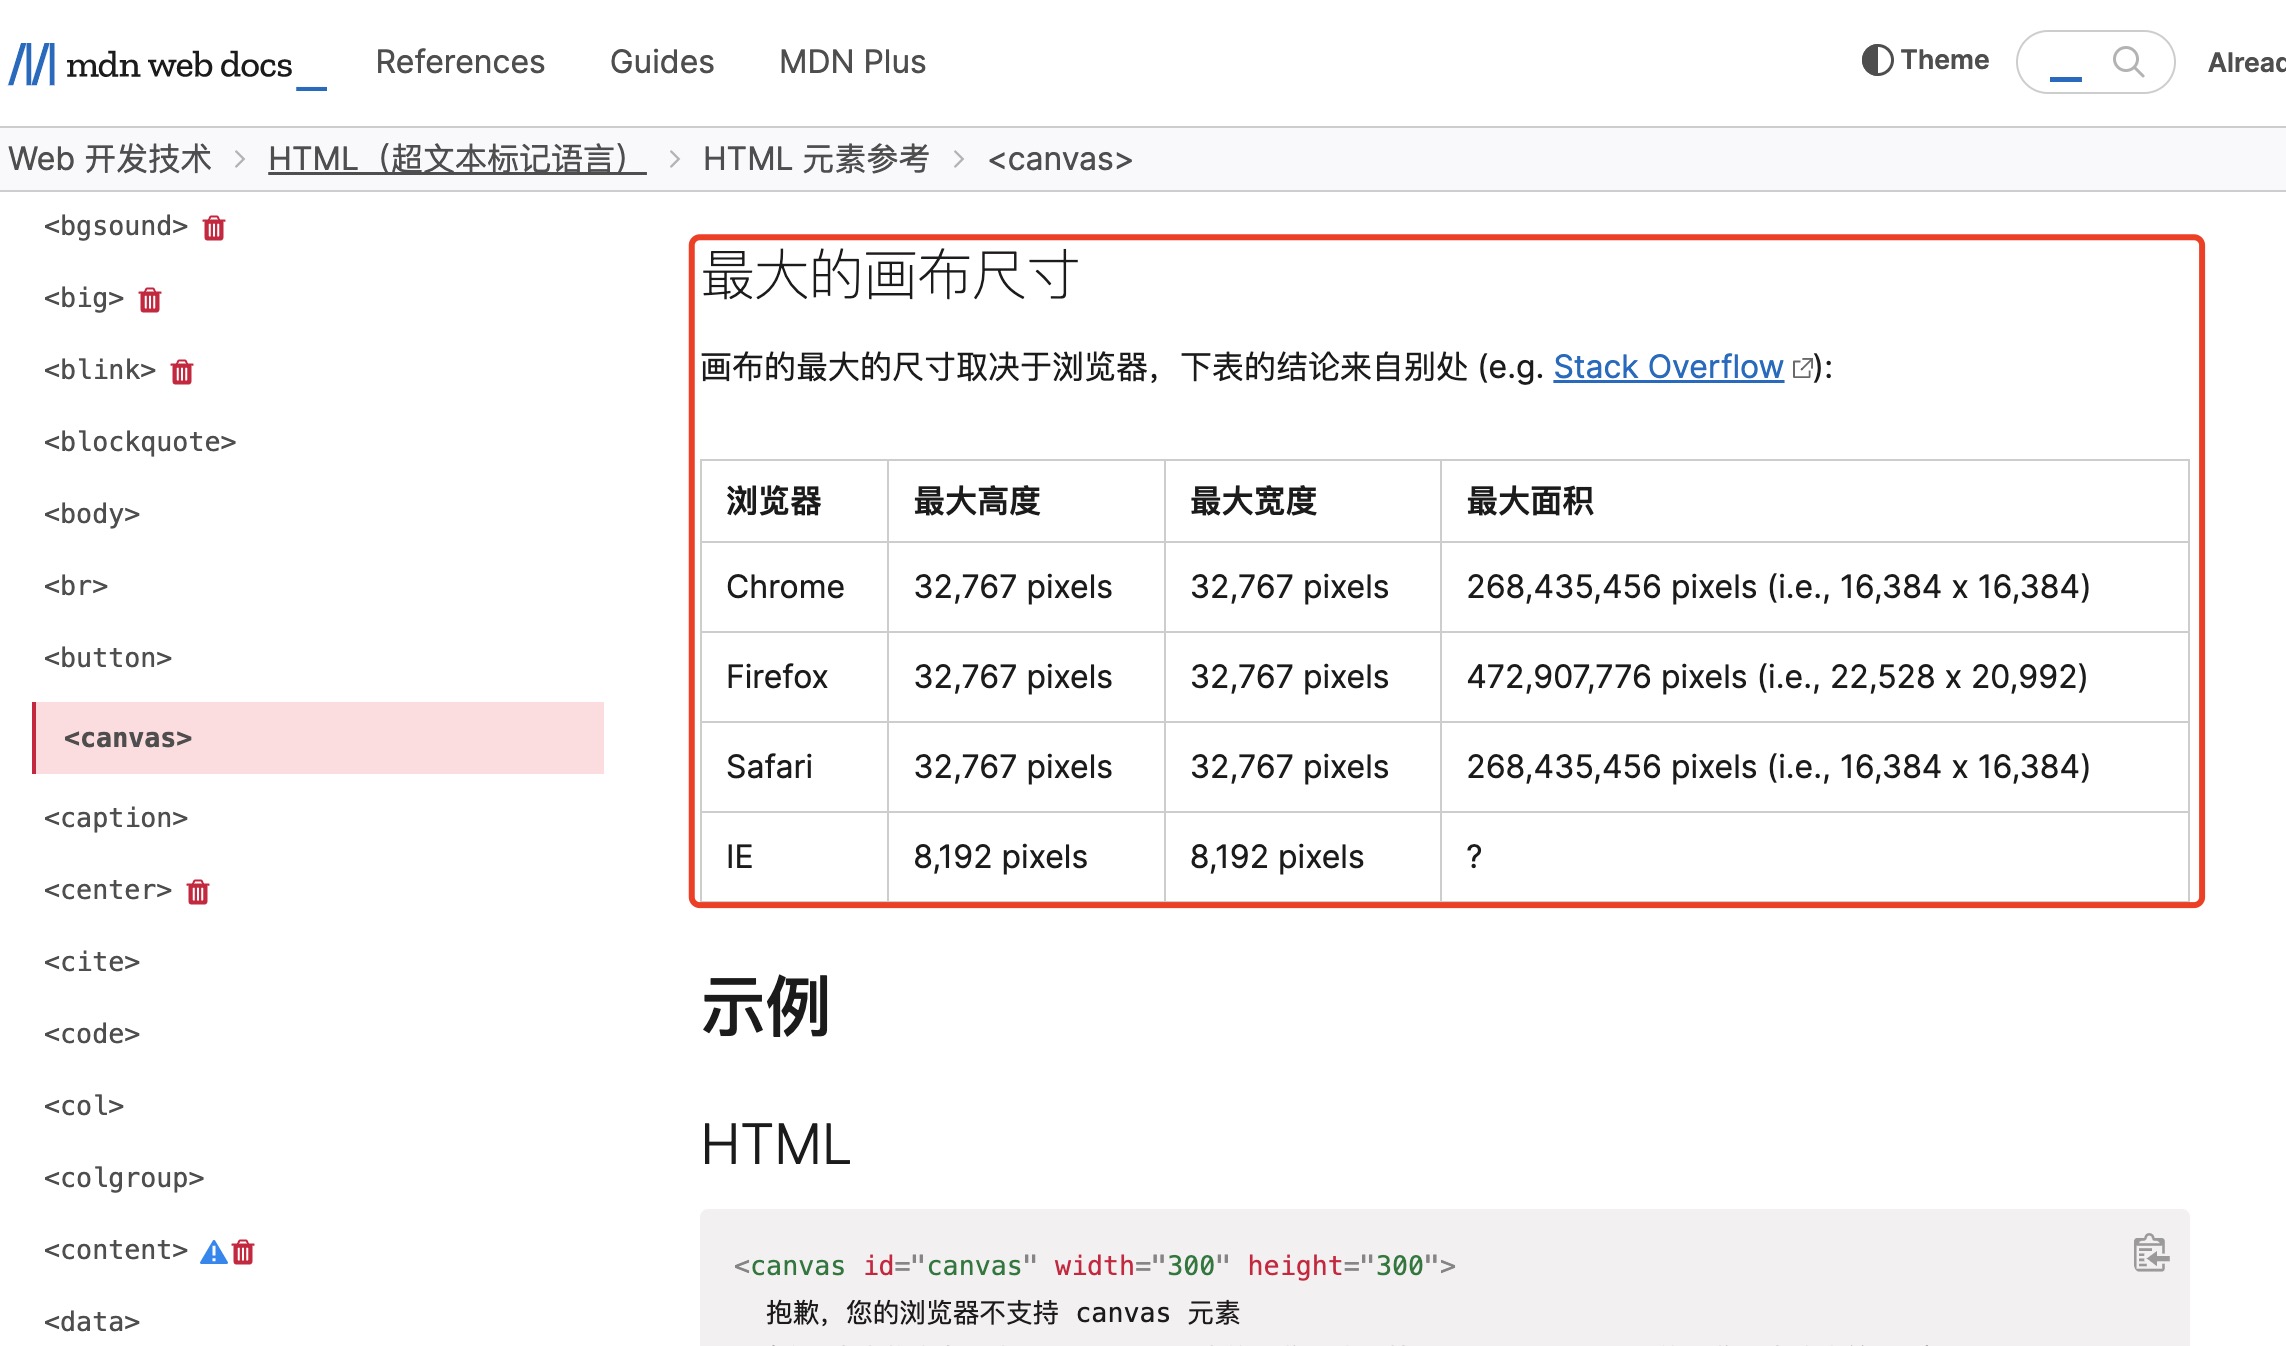 mdn web docs References Guides MDN Plus Theme Alread
Web 开发技术 > HTML（超文本标记语言） > HTML 元素参考 > <canvas>
<bgsound>
<big>
<blink>
<blockquote>
<body>
<br>
<button>
<canvas>
<caption>
<center>
<cite>
<code>
<col>
<colgroup>
<content>
<data>
最大的画布尺寸
画布的最大的尺寸取决于浏览器，下表的结论来自别处 (e.g. Stack Overflow):
浏览器 最大高度 最大宽度 最大面积
Chrome 32,767 pixels 32,767 pixels 268,435,456 pixels (i.e., 16,384 x 16,384)
Firefox 32,767 pixels 32,767 pixels 472,907,776 pixels (i.e., 22,528 x 20,992)
Safari 32,767 pixels 32,767 pixels 268,435,456 pixels (i.e., 16,384 x 16,384)
IE 8,192 pixels 8,192 pixels ?
示例
HTML
<canvas id="canvas" width="300" height="300">
抱歉，您的浏览器不支持 canvas 元素